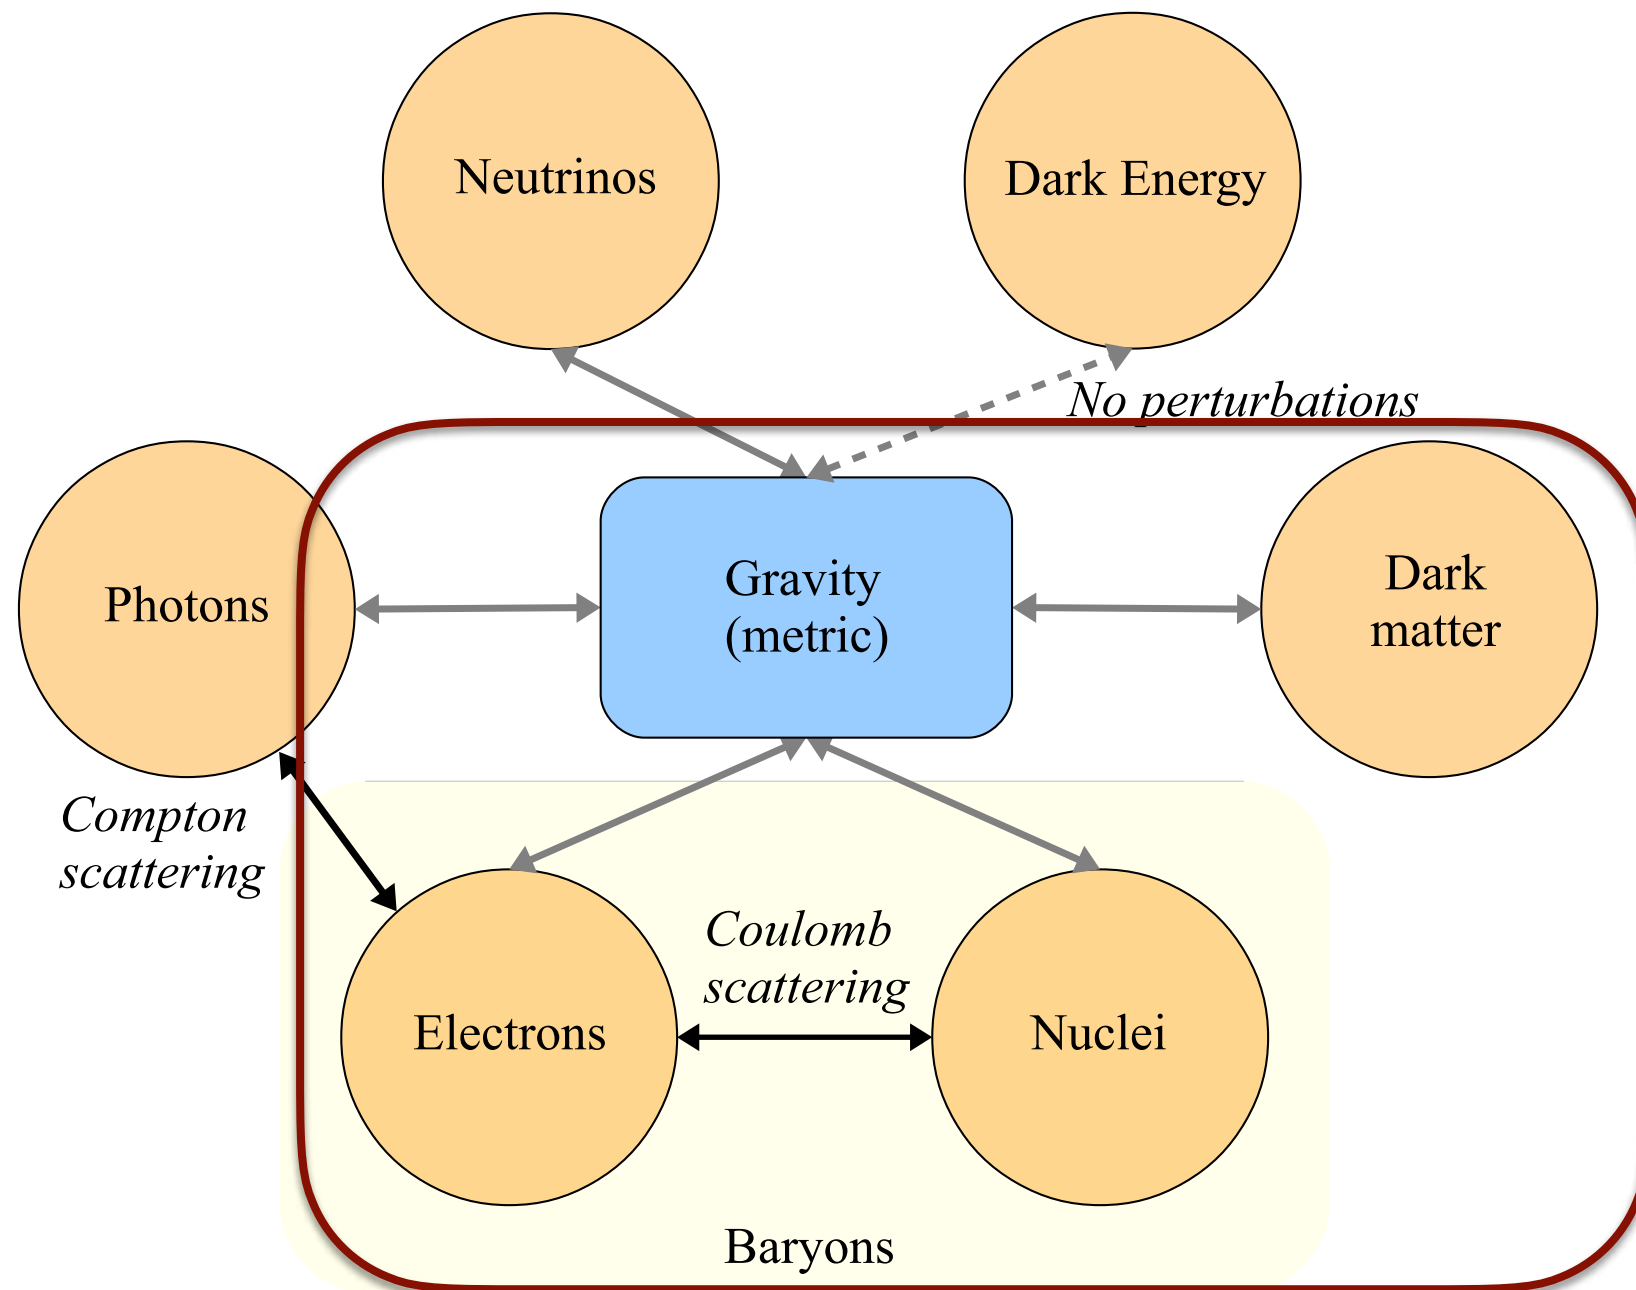 Neutrinos
Dark Energy
No perturbations
Photons
Gravity
(metric)
Dark
matter
Compton
scattering
Coulomb
scattering
Electrons
Nuclei
Baryons